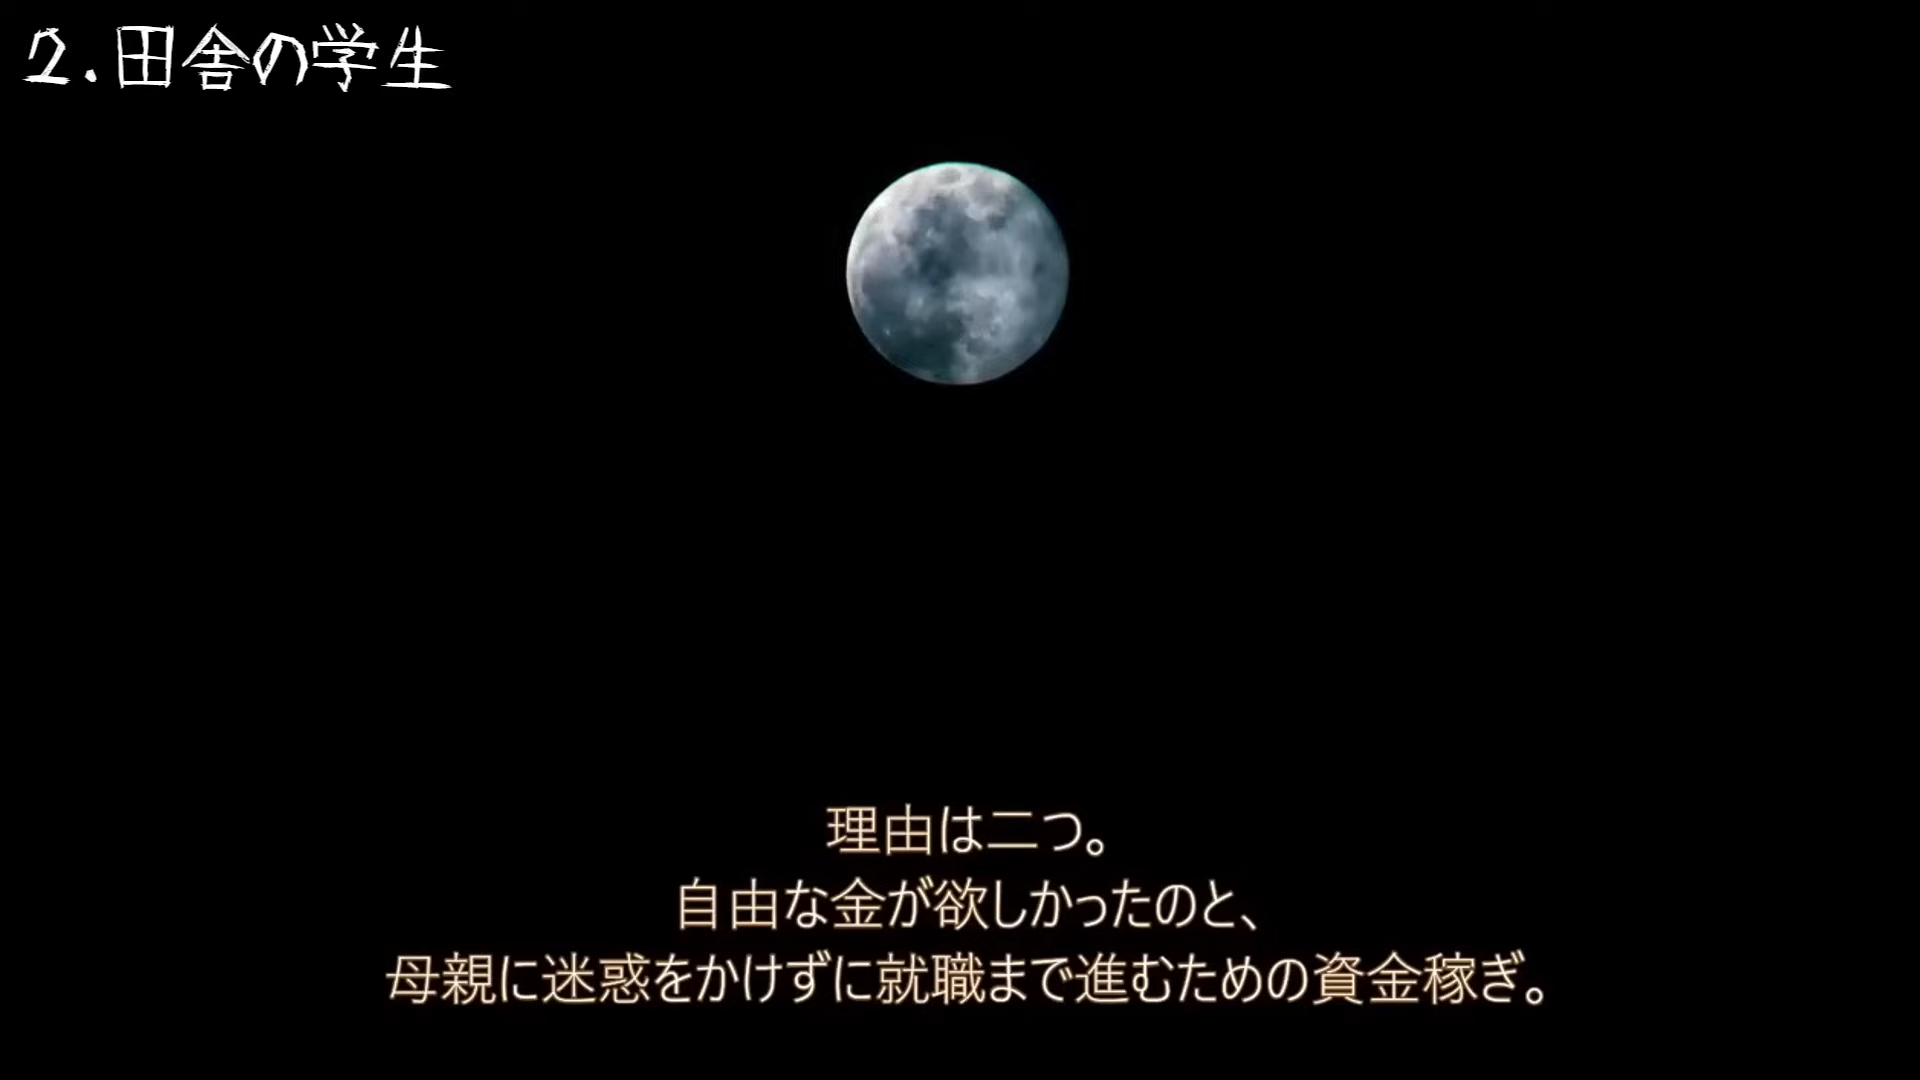 2.田舎の学生
理由は二つ。
自由な金が欲しかったのと、
母親に迷惑をかけずに就職まで進むための資金稼ぎ。